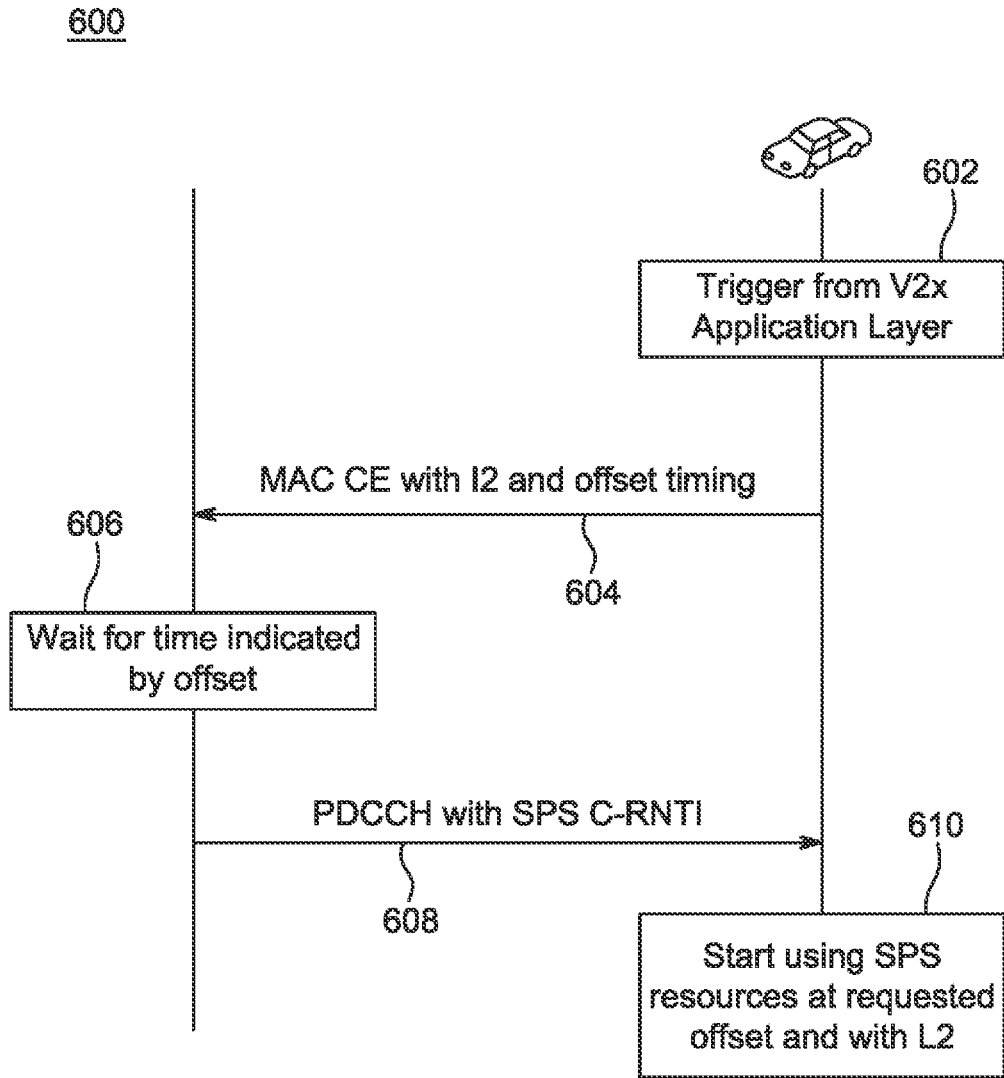 600
602
Trigger from V2x
Application Layer
MAC CE with I2 and offset timing
604
606
Wait for time indicated
by offset
PDCCH with SPS C-RNTI
608
610
Start using SPS
resources at requested
offset and with L2